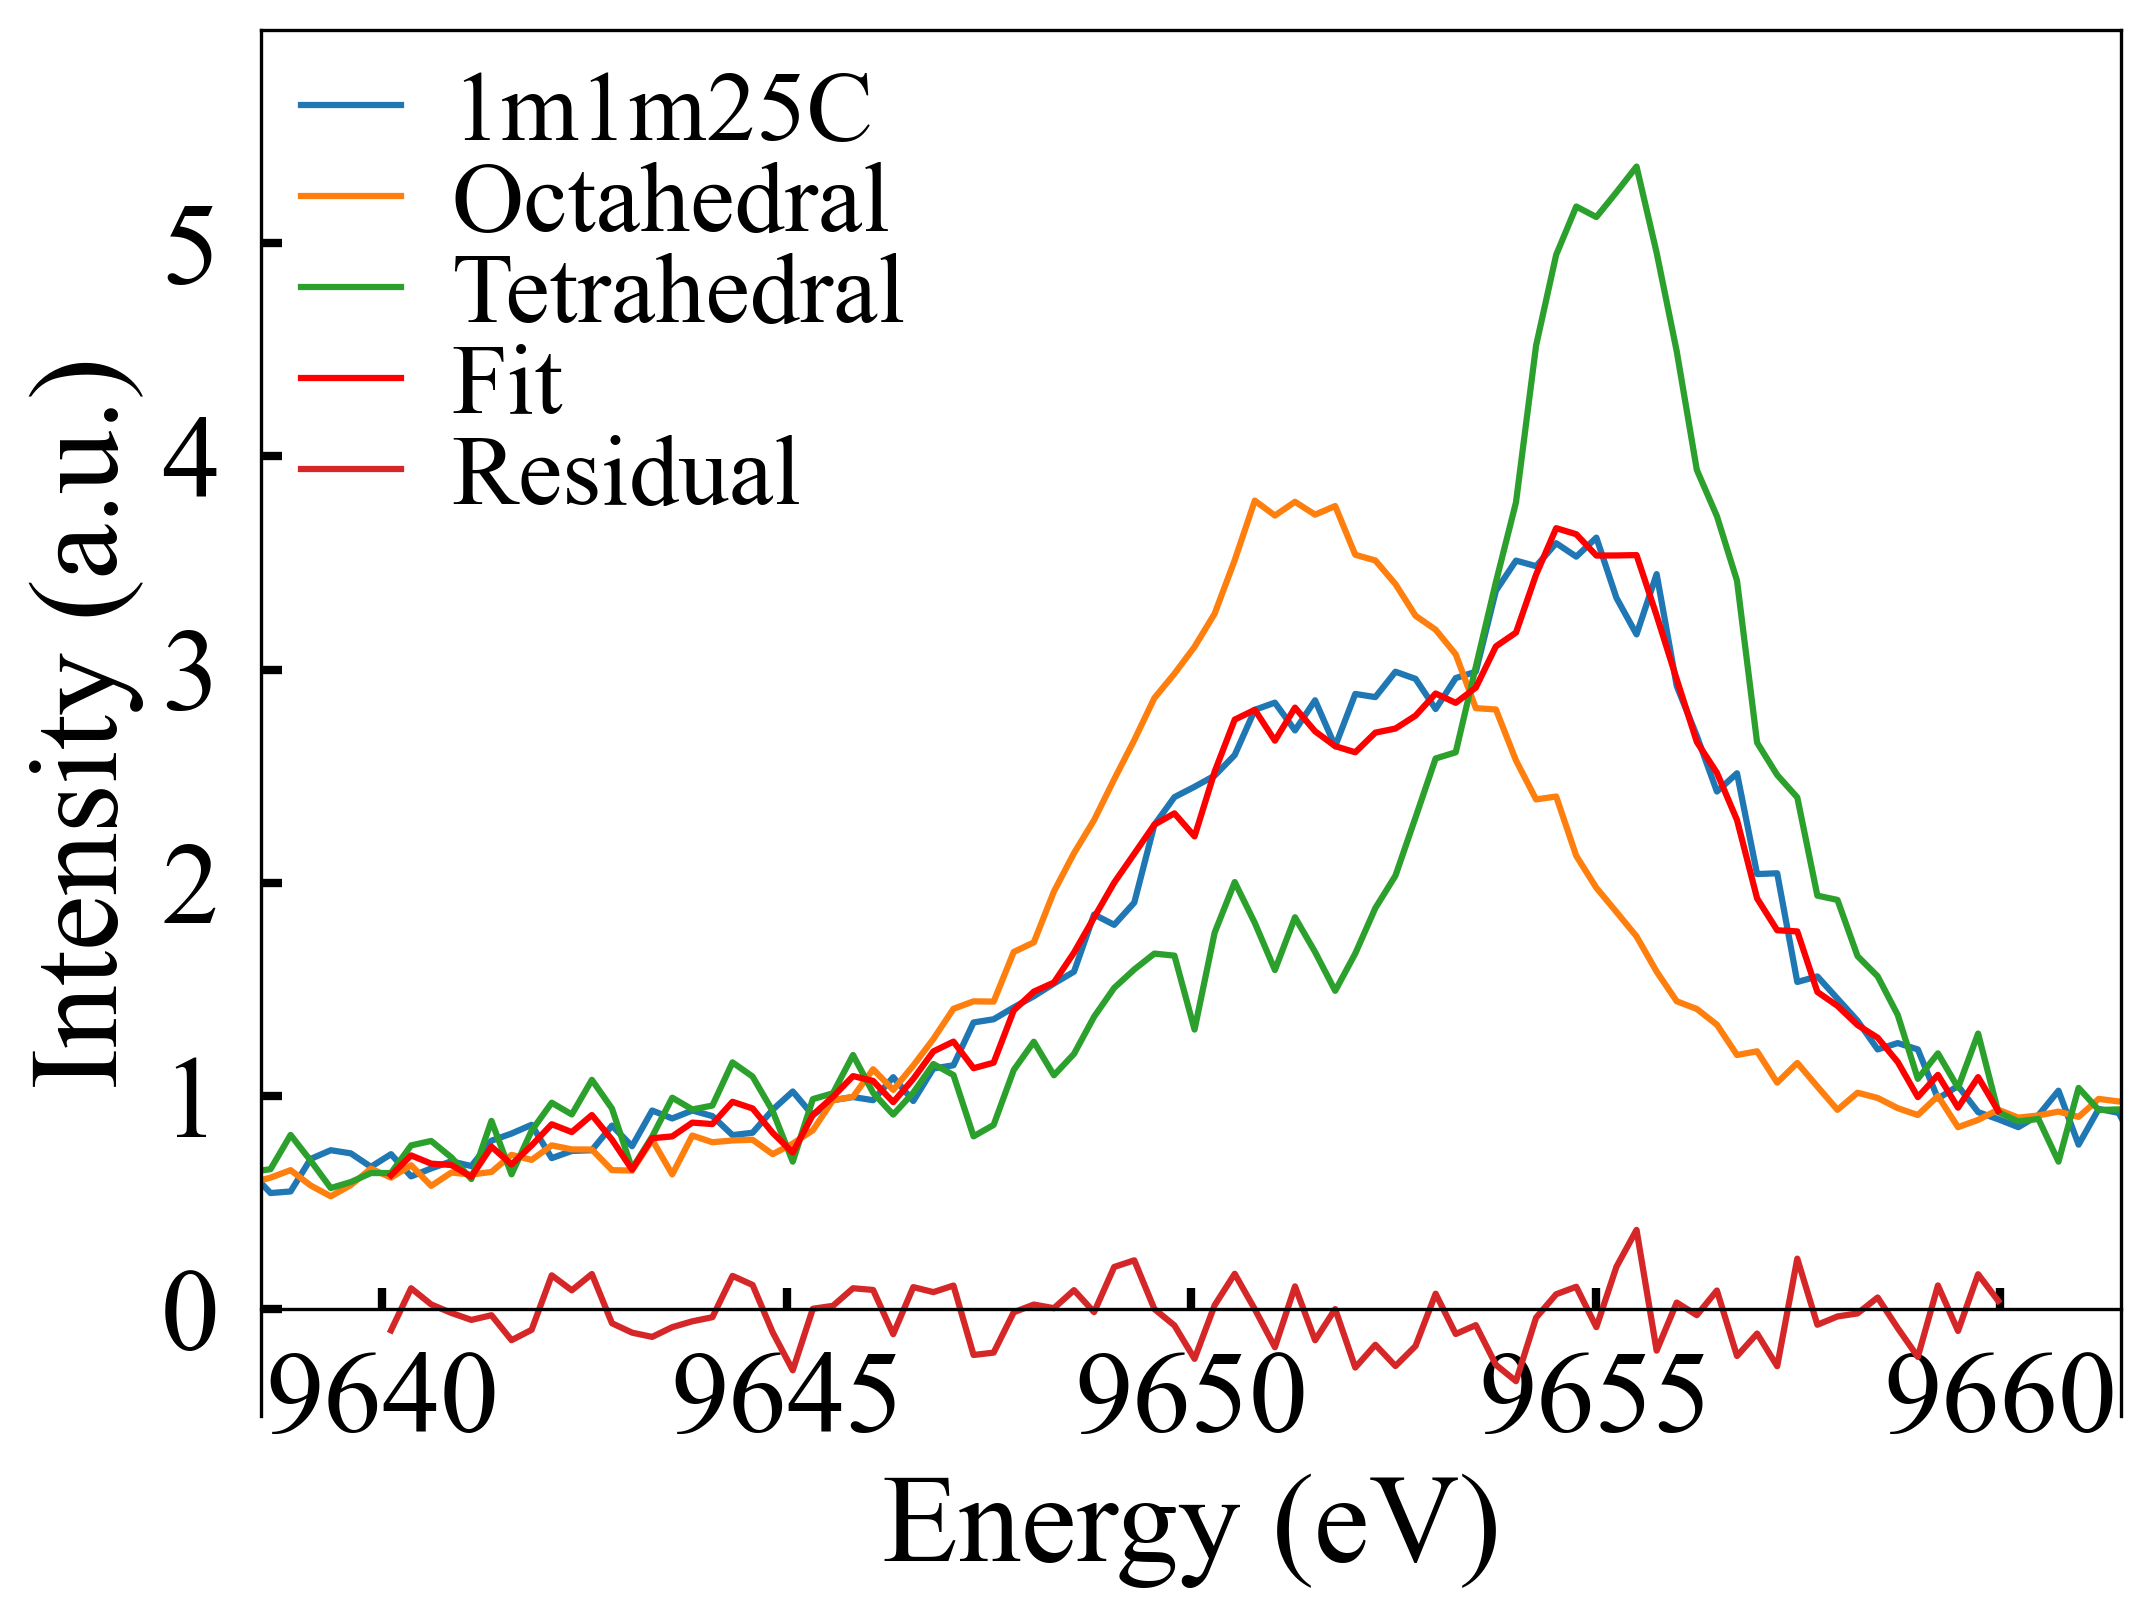 1m1m25C
Octahedral
Tetrahedral
Fit
Residual
Intensity (a.u.)
5
4
3
2
1
0
9640 9645 9650 9655 9660
Energy (eV)